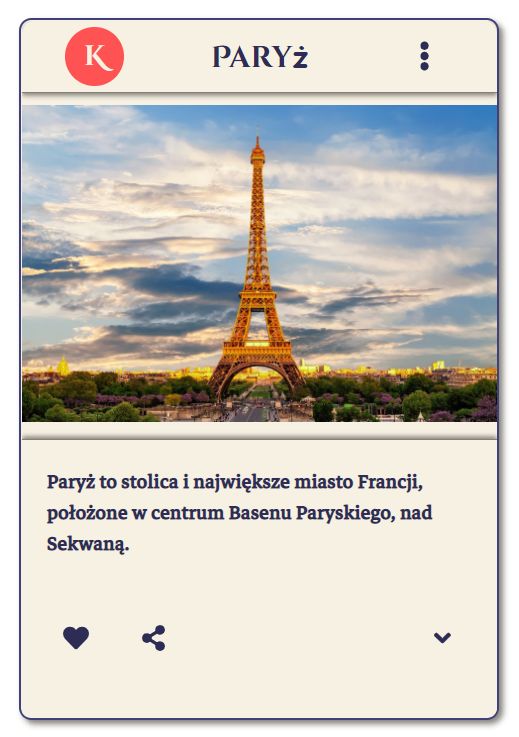 K
PARYż
Paryż to stolica i największe miasto Francji,
położone w centrum Basenu Paryskiego, nad
Sekwaną.